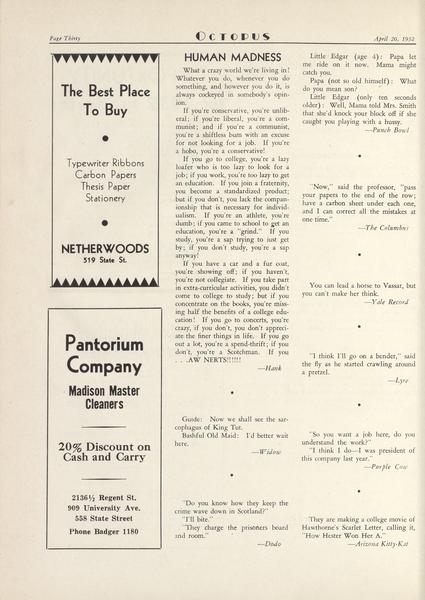 Page Thirty
OCTOPUS
April 20, 1932
The Best Place
To Buy
Typewriter Ribbons
Carbon Papers
Thesis Paper
Stationery
NETHERWOODS
519 State St.
Pantorium
Company
Madison Master
Cleaners
20% Discount on
Cash and Carry
2136½ Regent St.
909 University Ave.
558 State Street
Phone Badger 1180
HUMAN MADNESS
What a crazy world we're living in!
Whatever you do, whenever you do
something, and however you do it, is
always cockeyed in somebody's opin-
ion.
If you're conservative, you're unlib-
eral; if you're liberal, you're a com-
munist; and if you're a communist,
you're a shiftless bum with an excuse
for not looking for a job. If you're
a hobo, you're a conservative!
If you go to college, you're a lazy
loafer who is too lazy to look for a
job; if you work, you're too lazy to get
an education. If you join a fraternity,
you become a standardized product;
but if you don't, you lack the compan-
ionship that is necessary for individ-
ualism. If you're an athlete, you're
dumb; if you came to school to get an
education, you're a "grind." If you
study, you're a sap trying to just get
by; if you don't study, you're a sap
anyway!
If you have a car and a fur coat,
you're showing off; if you haven't,
you're not collegiate. If you take part
in extra-curricular activities, you didn't
come to college to study; but if you
concentrate on the books, you're miss-
ing half the benefits of a college edu-
cation! If you go to concerts, you're
crazy, if you don't, you don't appreci-
ate the finer things in life. If you go
out a lot, you're a spend-thrift; if you
don't, you're a Scotchman. If you
. . . AW NERTS!!!!!!
—Hank
Guide: Now we shall see the sar-
cophagus of King Tut.
Bashful Old Maid: I'd better wait
here.
—Widow
"Do you know how they keep the
crime wave down in Scotland?"
"I'll bite."
"They charge the prisoners board
and room."
—Dodo
Little Edgar (age 4): Papa let
me ride on it now. Mama might
catch you.
Papa (not so old himself): What
do you mean son?
Little Edgar (only ten seconds
older): Well, Mama told Mrs. Smith
that she'd knock your block off if she
caught you playing with a hussy.
—Punch Bowl
"Now," said the professor, "pass
your papers to the end of the row;
have a carbon sheet under each one,
and I can correct all the mistakes at
one time."
—The Columbus
You can lead a horse to Vassar, but
you can't make her think.
—Yale Record
"I think I'll go on a bender," said
the fly as he started crawling around
a pretzel.
—Lyre
"So you want a job here, do you
understand the work?"
"I think I do—I was president of
this company last year."
—Purple Cow
They are making a college movie of
Hawthorne's Scarlet Letter, calling it,
"How Hester Won Her A."
—Arizona Kitty-Kat